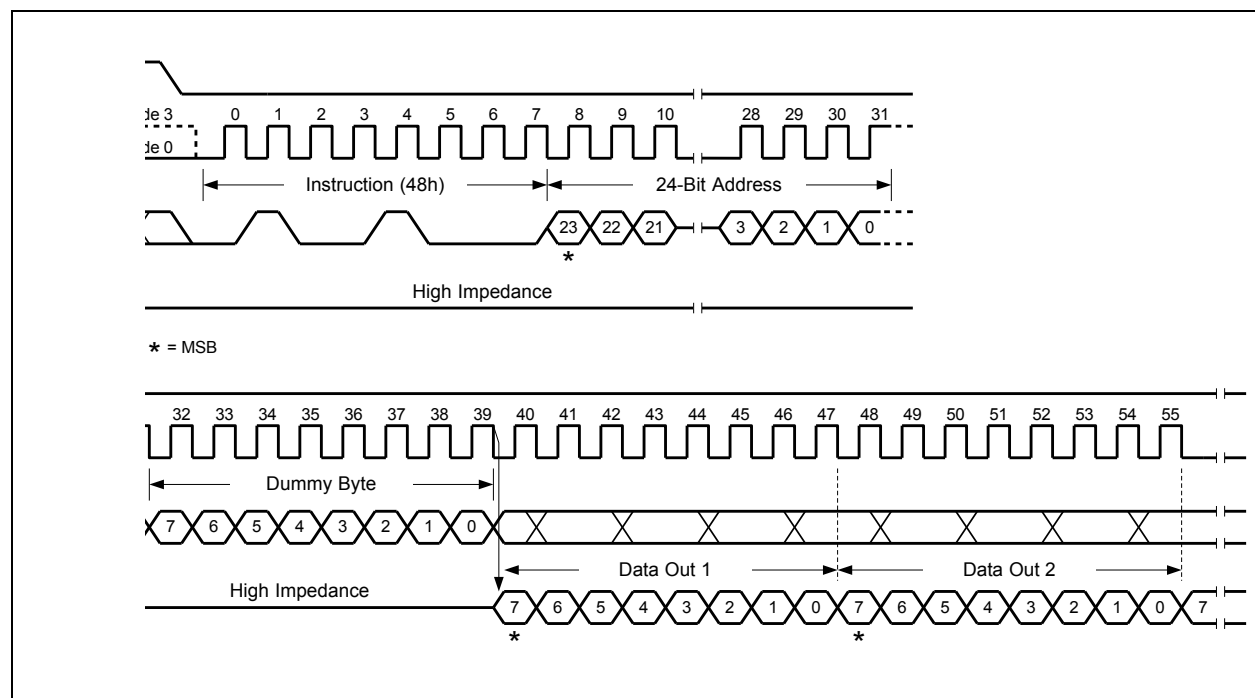 0 1 2 3 4 5 6 7 8 9 10 28 29 30 31
de 3
de 0
Instruction (48h) 24-Bit Address
23 22 21 3 2 1 0
*
High Impedance
* = MSB
32 33 34 35 36 37 38 39 40 41 42 43 44 45 46 47 48 49 50 51 52 53 54 55
Dummy Byte
7 6 5 4 3 2 1 0
Data Out 1 Data Out 2
High Impedance
7 6 5 4 3 2 1 0 7 6 5 4 3 2 1 0 7
* *